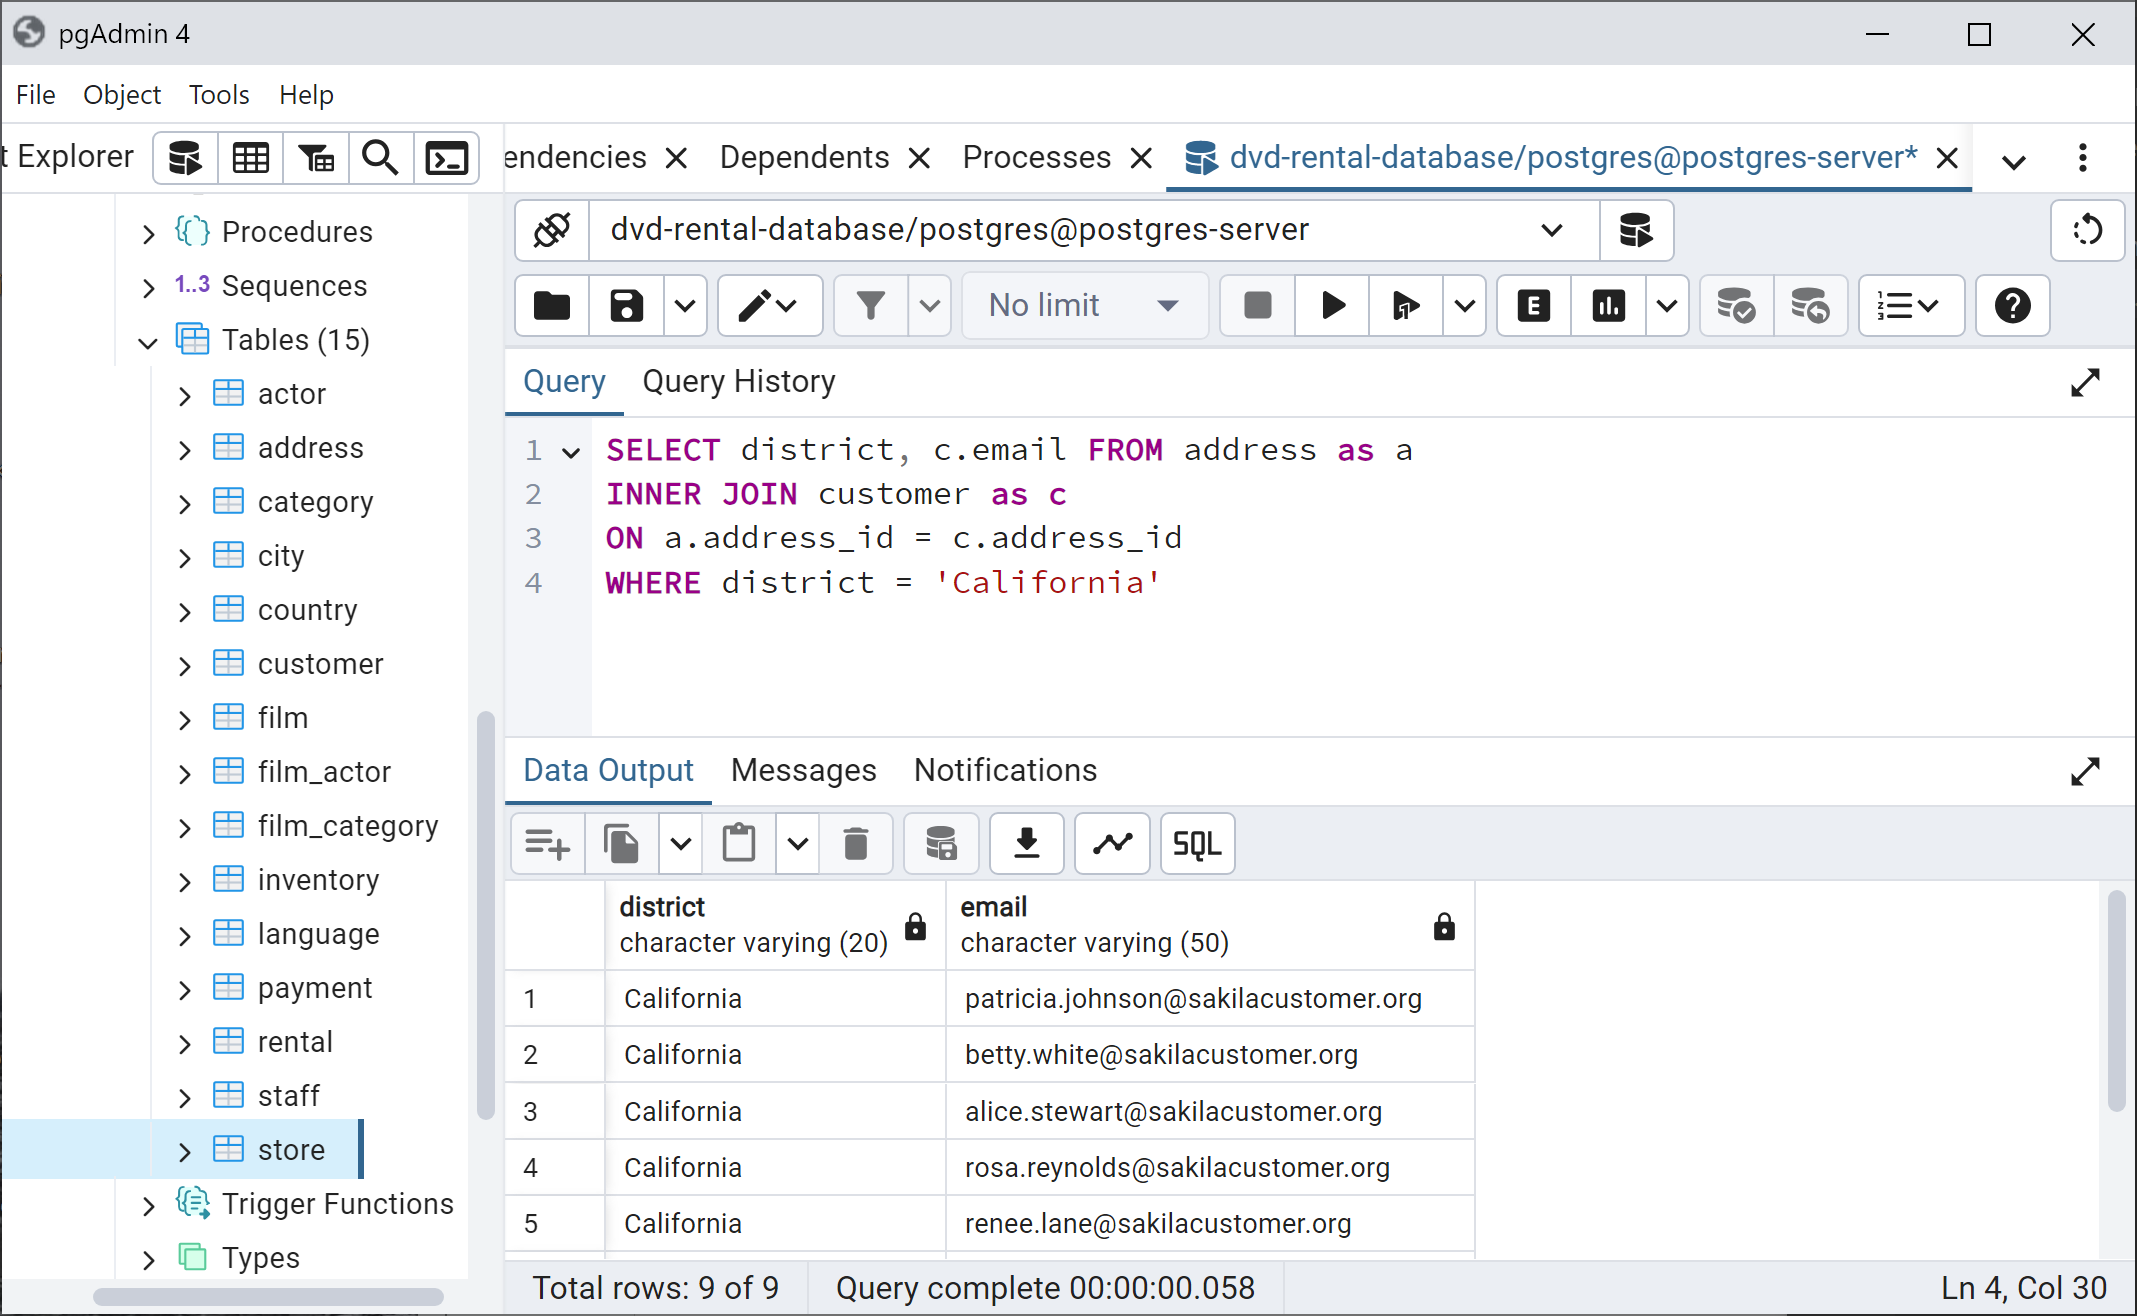 pgAdmin 4
File Object Tools Help
t Explorer
endencies Dependents Processes dvd-rental-database/postgres@postgres-server*
dvd-rental-database/postgres@postgres-server
No limit
E
Procedures
1..3 Sequences
Tables (15)
actor
address
category
city
country
customer
film
film_actor
film_category
inventory
language
payment
rental
staff
store
Trigger Functions
Types
Query Query History
1 SELECT district, c.email FROM address as a
2 INNER JOIN customer as c
3 ON a.address_id = c.address_id
4 WHERE district = 'California'
Data Output Messages Notifications
SQL
district email
character varying (20) character varying (50)
1 California patricia.johnson@sakilacustomer.org
2 California betty.white@sakilacustomer.org
3 California alice.stewart@sakilacustomer.org
4 California rosa.reynolds@sakilacustomer.org
5 California renee.lane@sakilacustomer.org
Total rows: 9 of 9 Query complete 00:00:00.058 Ln 4, Col 30